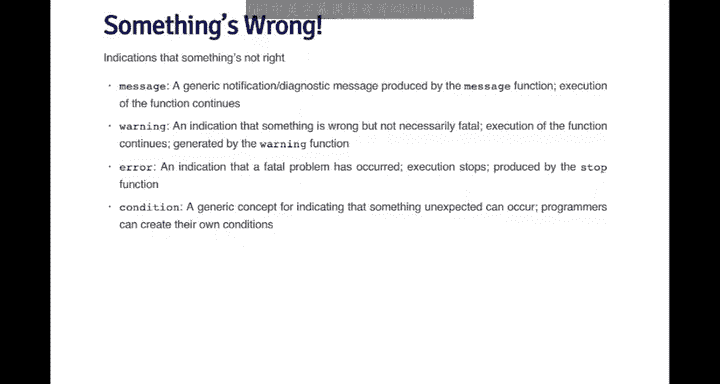 Something's Wrong!
Indications that something's not right
· message: A generic notification/diagnostic message produced by the message function; execution
of the function continues
· warning: An indication that something is wrong but not necessarily fatal; execution of the function
continues; generated by the warning function
· error: An indication that a fatal problem has occurred; execution stops; produced by the stop
function
· condition: A generic concept for indicating that something unexpected can occur; programmers
can create their own conditions